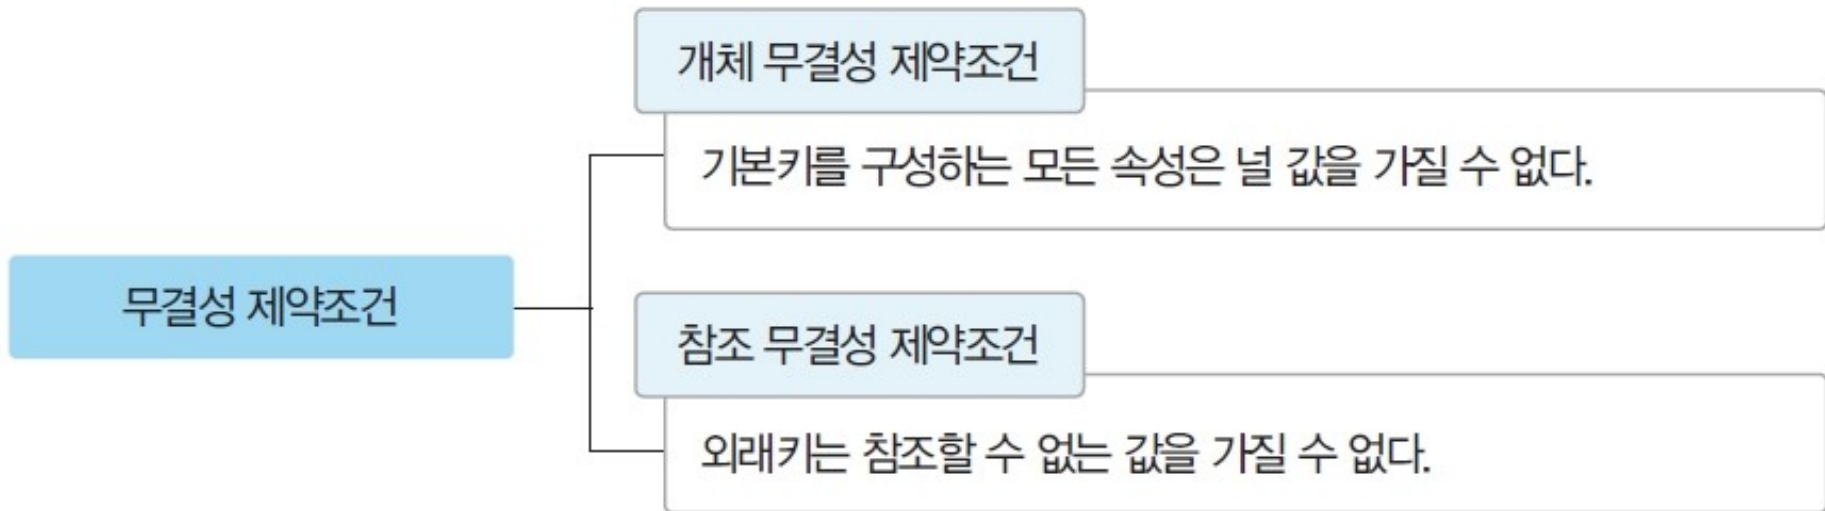 개체 무결성 제약조건
기본키를 구성하는 모든 속성은 널 값을 가질 수 없다.
무결성 제약조건
참조 무결성 제약조건
외래키는 참조할 수 없는 값을 가질 수 없다.